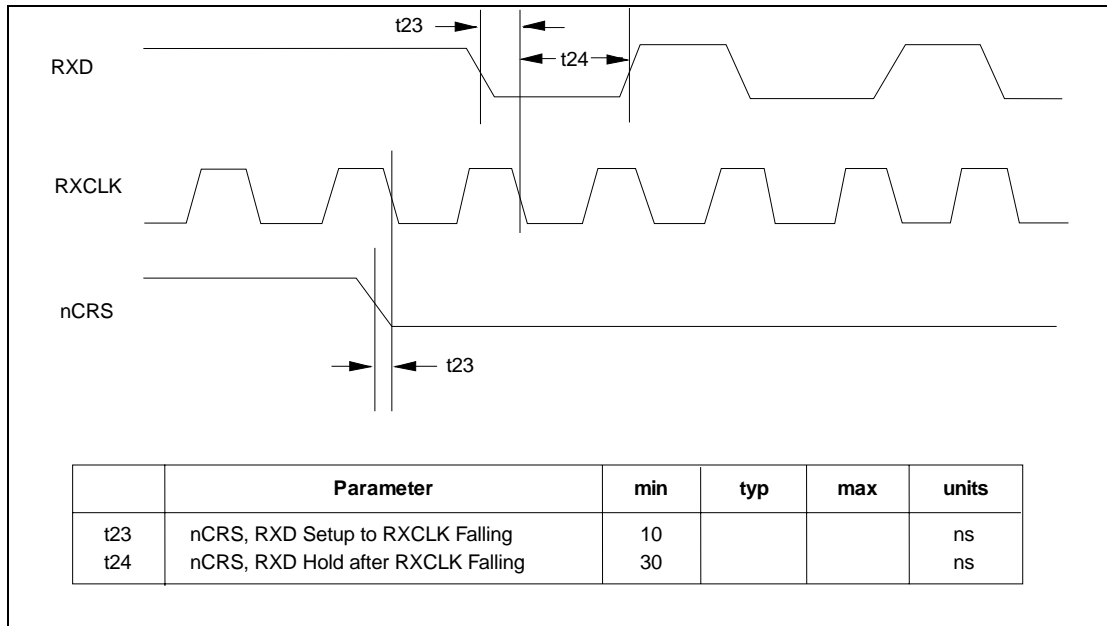 t23
t24
RXD
RXCLK
nCRS
t23
Parameter min typ max units
t23 nCRS, RXD Setup to RXCLK Falling 10 ns
t24 nCRS, RXD Hold after RXCLK Falling 30 ns